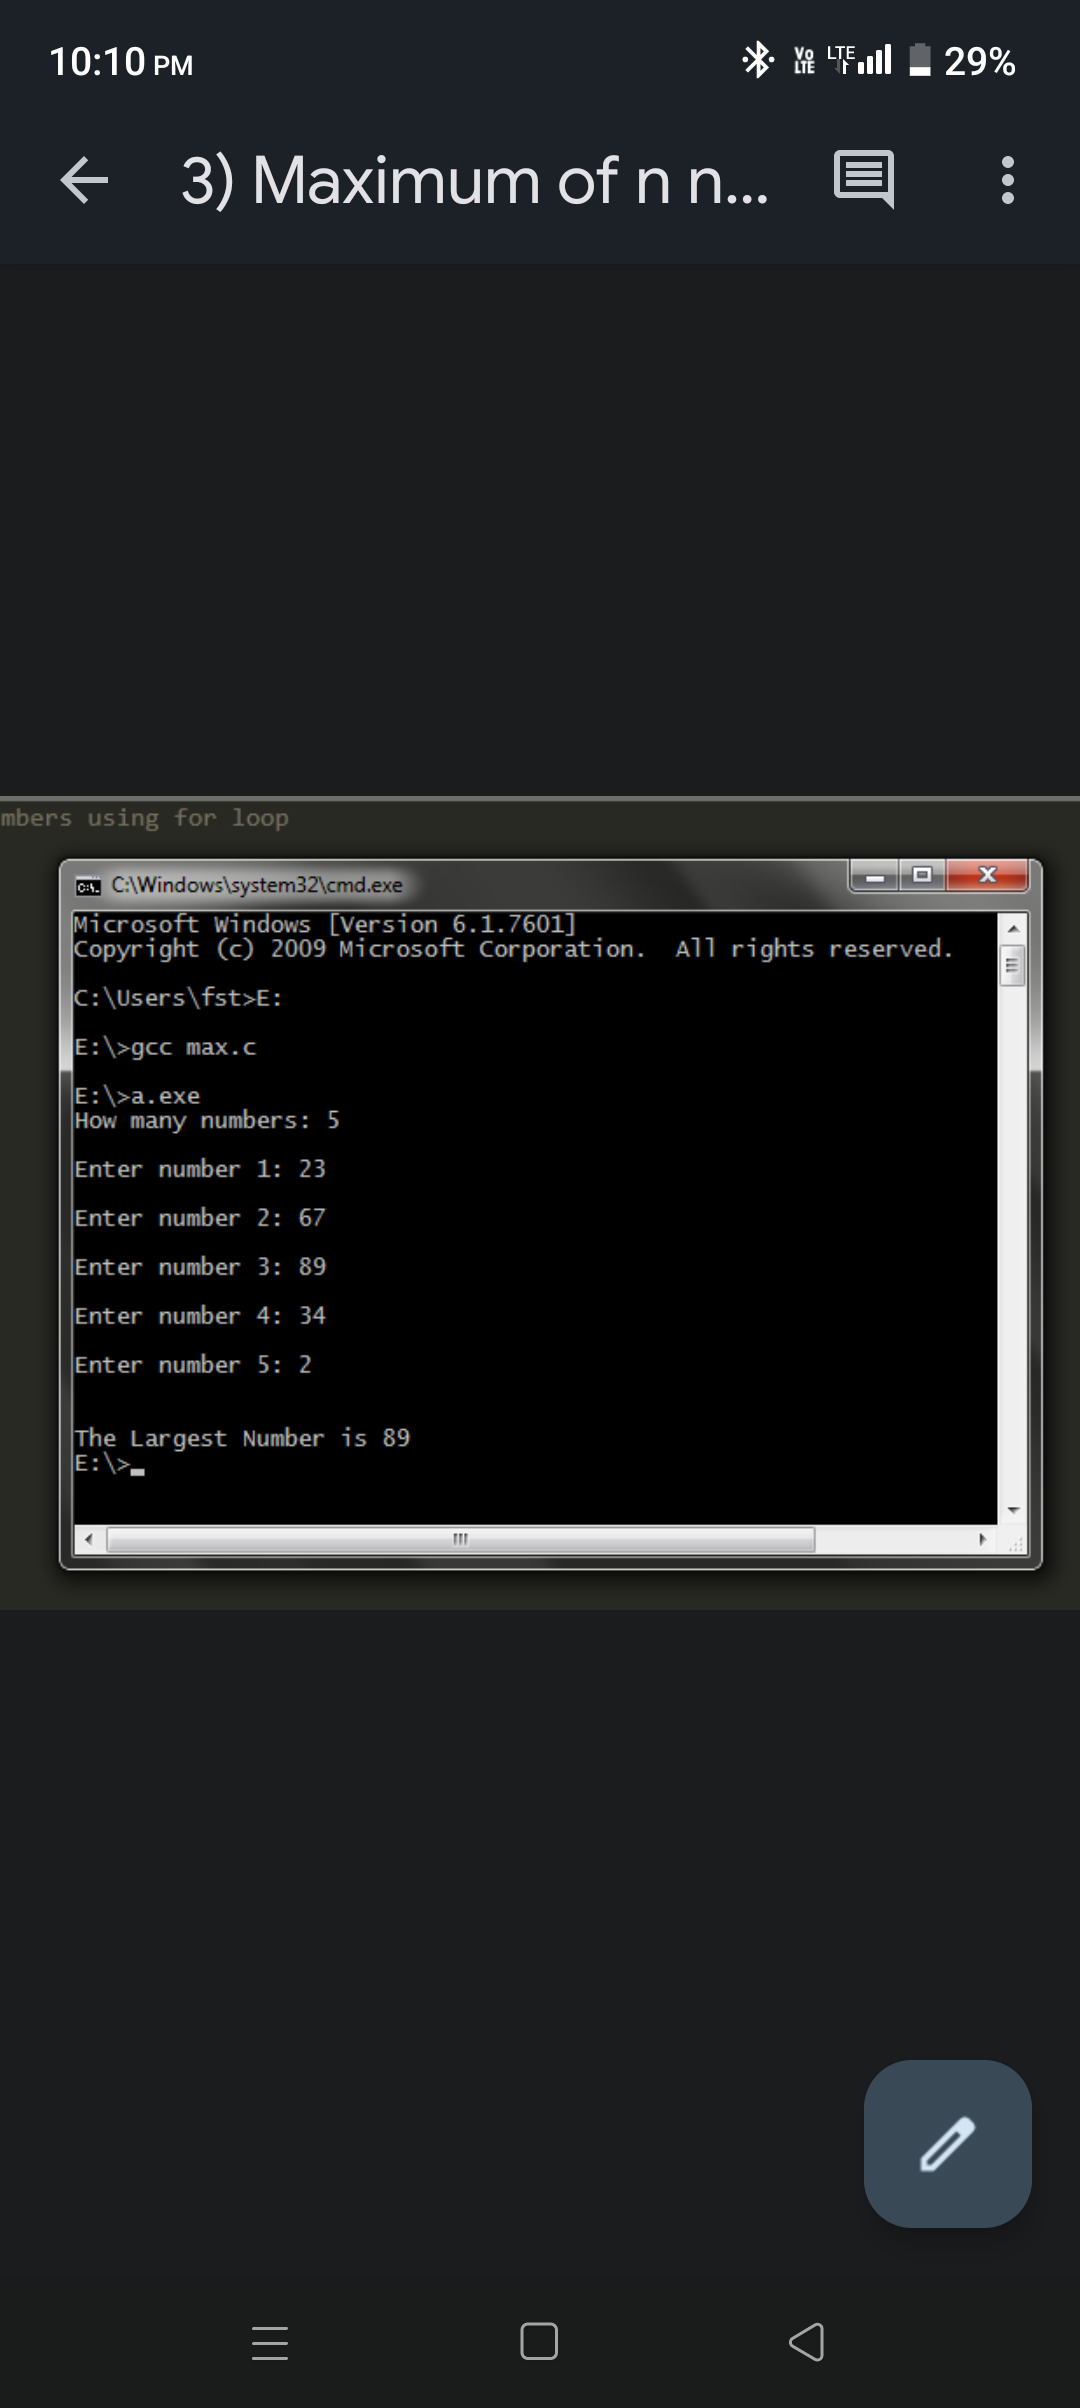 10:10 PM
Vo LTE LTE 29%
3) Maximum of n n...
mbers using for loop
C:\Windows\system32\cmd.exe
Microsoft Windows [Version 6.1.7601]
Copyright (c) 2009 Microsoft Corporation.  All rights reserved.
C:\Users\fst>E:
E:\>gcc max.c
E:\>a.exe
How many numbers: 5
Enter number 1: 23
Enter number 2: 67
Enter number 3: 89
Enter number 4: 34
Enter number 5: 2
The Largest Number is 89
E:\>